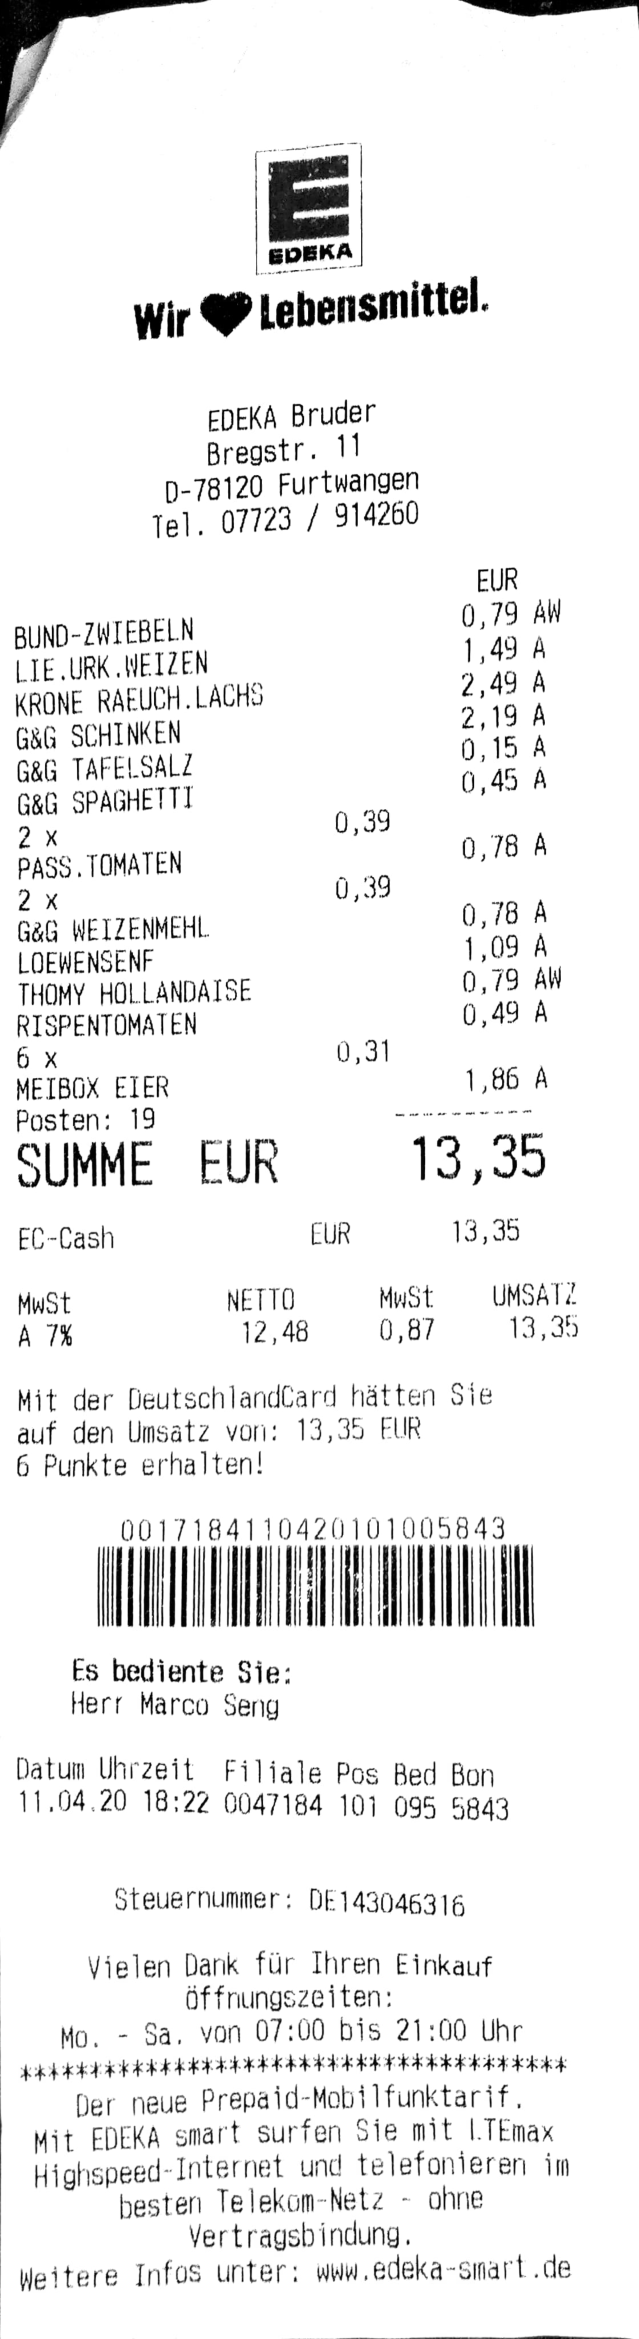 EDEKA
Wir ❤ Lebensmittel.
EDEKA Bruder
Bregstr. 11
D-78120 Furtwangen
Tel. 07723 / 914260
EUR
BUND-ZWIEBELN 0,79 AW
LIE.URK.WEIZEN 1,49 A
KRONE RAEUCH.LACHS 2,49 A
G&G SCHINKEN 2,19 A
G&G TAFELSALZ 0,15 A
G&G SPAGHETTI 0,45 A
2 x 0,39
PASS.TOMATEN 0,78 A
2 x 0,39
G&G WEIZENMEHL 0,78 A
LOEWENSENF 1,09 A
THOMY HOLLANDAISE 0,79 AW
RISPENTOMATEN 0,49 A
6 x 0,31
MEIBOX EIER 1,86 A
Posten: 19 ----------
SUMME EUR 13,35
EC-Cash EUR 13,35
MwSt NETTO MwSt UMSATZ
A 7% 12,48 0,87 13,35
Mit der DeutschlandCard hätten Sie
auf den Umsatz von: 13,35 EUR
6 Punkte erhalten!
0017184110420101005843
Es bediente Sie:
Herr Marco Seng
Datum Uhrzeit Filiale Pos Bed Bon
11.04.20 18:22 0047184 101 095 5843
Steuernummer: DE143046316
Vielen Dank für Ihren Einkauf
Öffnungszeiten:
Mo. - Sa. von 07:00 bis 21:00 Uhr
****************************************
Der neue Prepaid-Mobilfunktarif.
Mit EDEKA smart surfen Sie mit LTEmax
Highspeed-Internet und telefonieren im
besten Telekom-Netz - ohne
Vertragsbindung.
Weitere Infos unter: www.edeka-smart.de